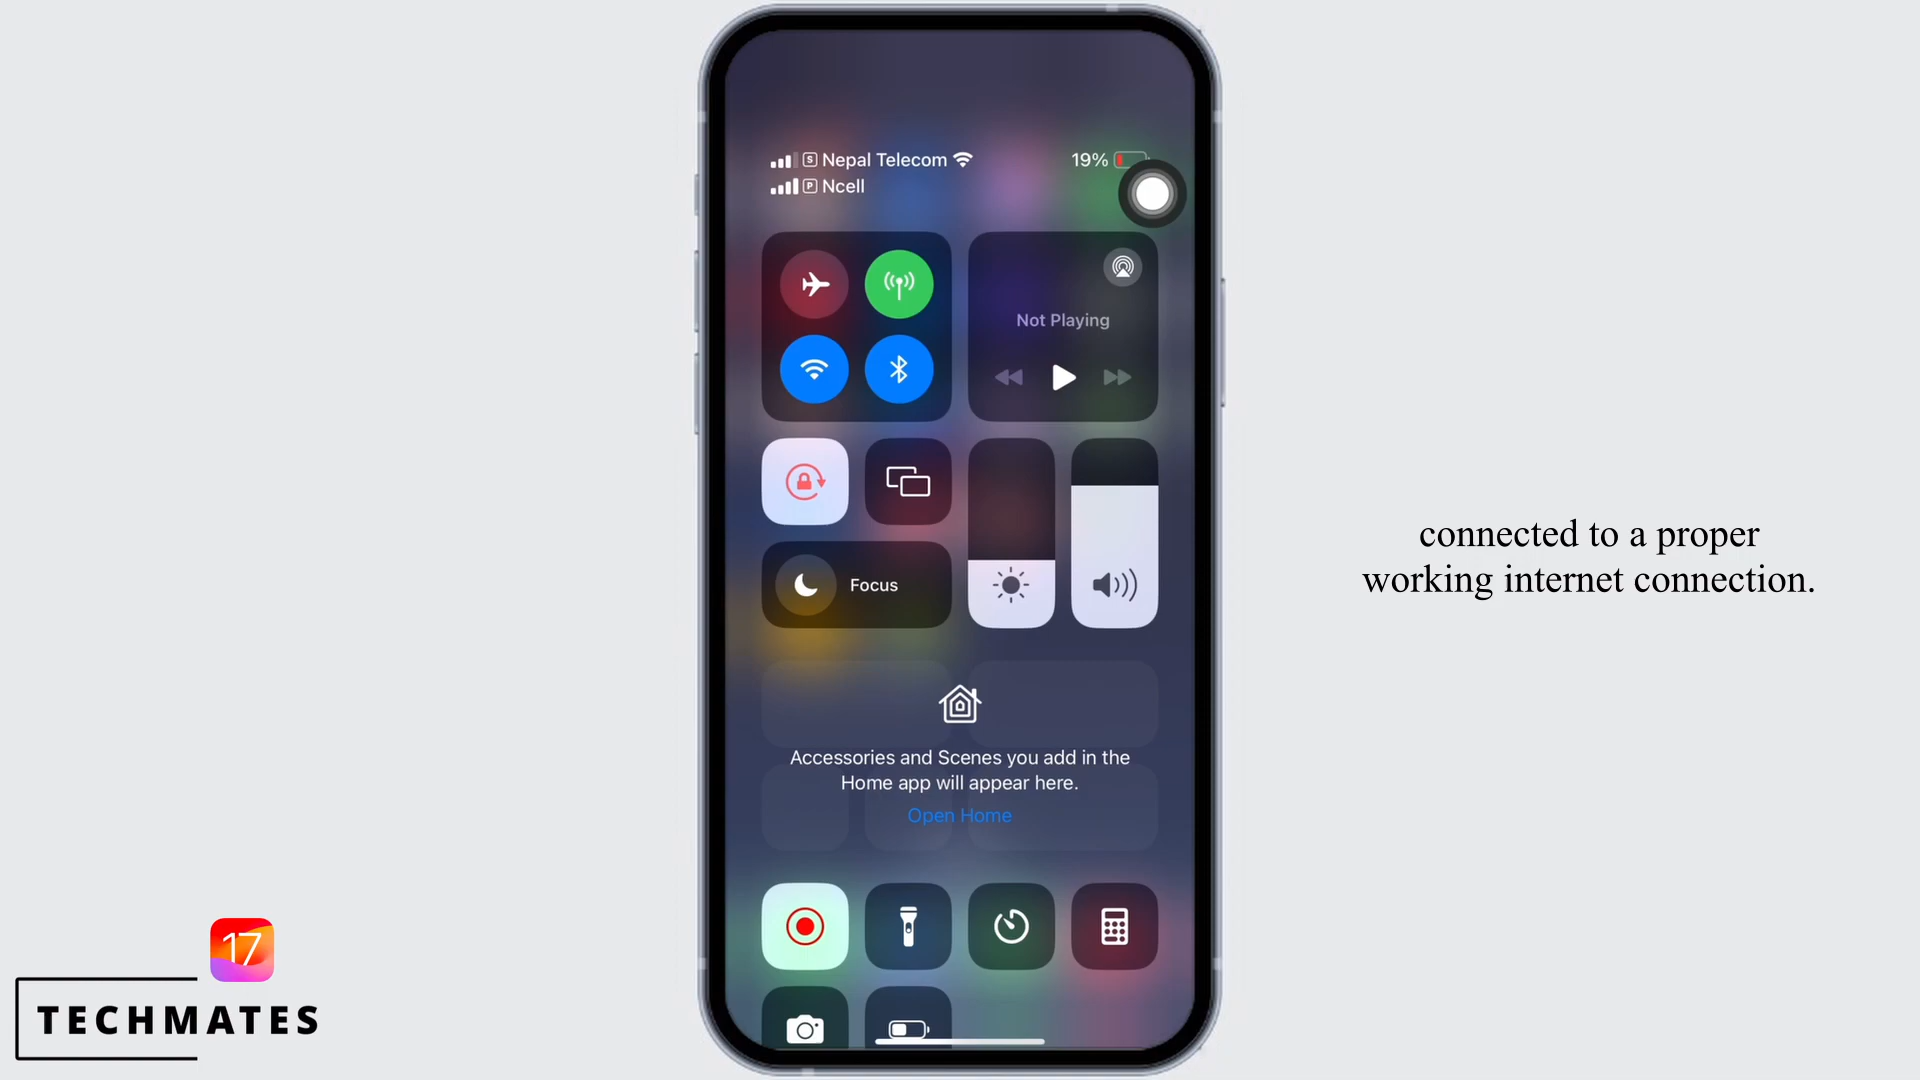 S Nepal Telecom 19%
P Ncell
Not Playing
Focus
Accessories and Scenes you add in the
Home app will appear here.
Open Home
connected to a proper
working internet connection.
17
TECHMATES